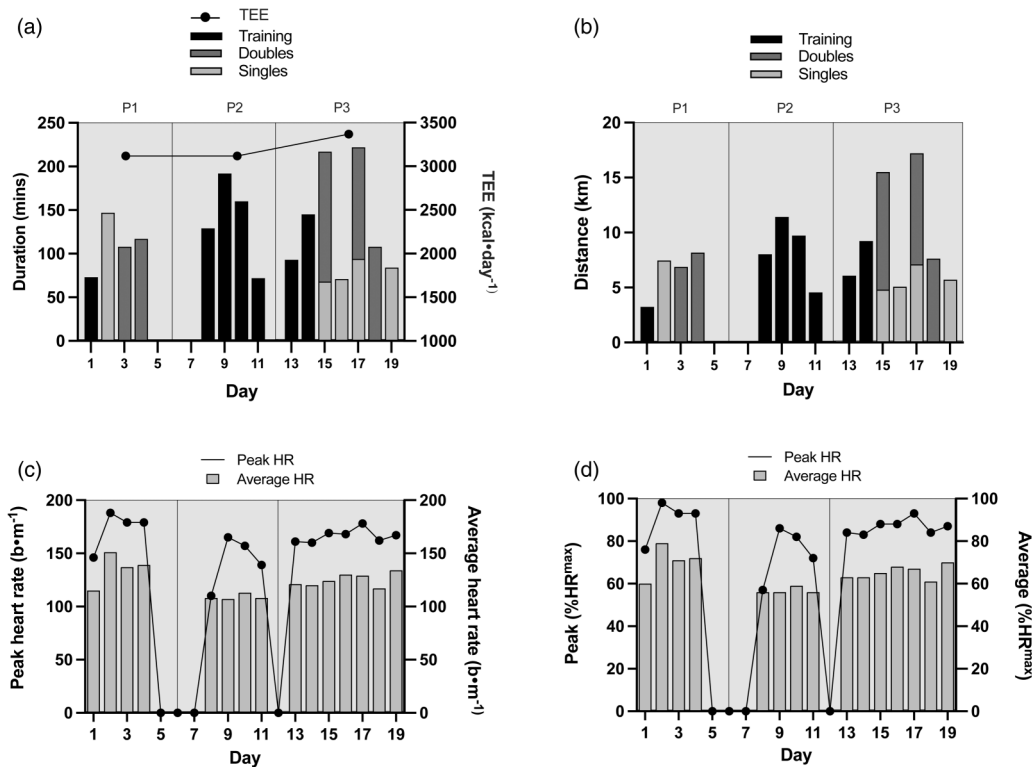 (a)
TEE
Training
Doubles
Singles
P1 P2 P3
250
200
150
100
50
0
Duration (mins)
3500
3000
2500
2000
1500
1000
TEE (kcal•day-1)
1 3 5 7 9 11 13 15 17 19
Day
(b)
Training
Doubles
Singles
P1 P2 P3
20
15
10
5
0
Distance (km)
1 3 5 7 9 11 13 15 17 19
Day
(c)
Peak HR
Average HR
200
150
100
50
0
Peak heart rate (b•m-1)
200
150
100
50
0
Average heart rate (b•m-1)
1 3 5 7 9 11 13 15 17 19
Day
(d)
Peak HR
Average HR
100
80
60
40
20
0
Peak (%HRmax)
100
80
60
40
20
0
Average (%HRmax)
1 3 5 7 9 11 13 15 17 19
Day